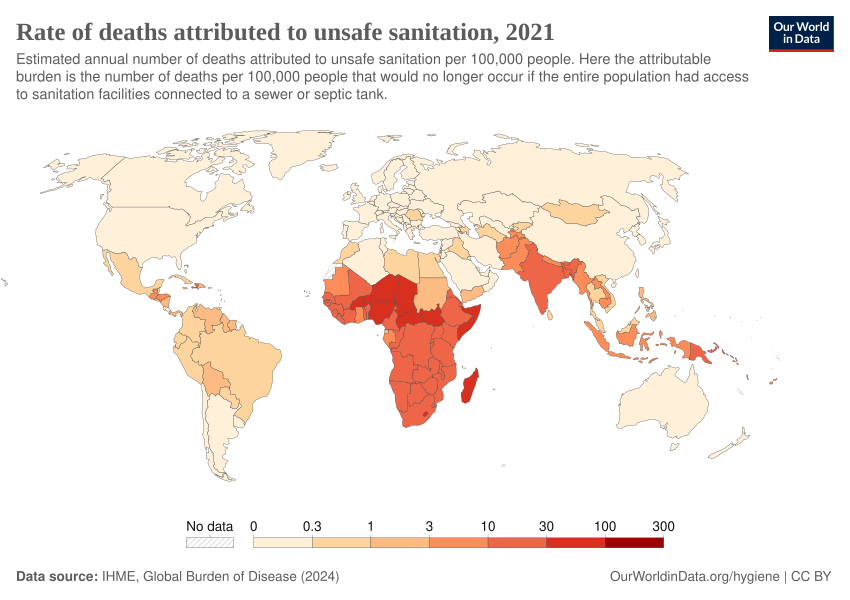 Rate of deaths attributed to unsafe sanitation, 2021
Our World
in Data
Estimated annual number of deaths attributed to unsafe sanitation per 100,000 people. Here the attributable
burden is the number of deaths per 100,000 people that would no longer occur if the entire population had access
to sanitation facilities connected to a sewer or septic tank.
No data
0 0.3 1 3 10 30 100 300
Data source: IHME, Global Burden of Disease (2024)
OurWorldinData.org/hygiene | CC BY